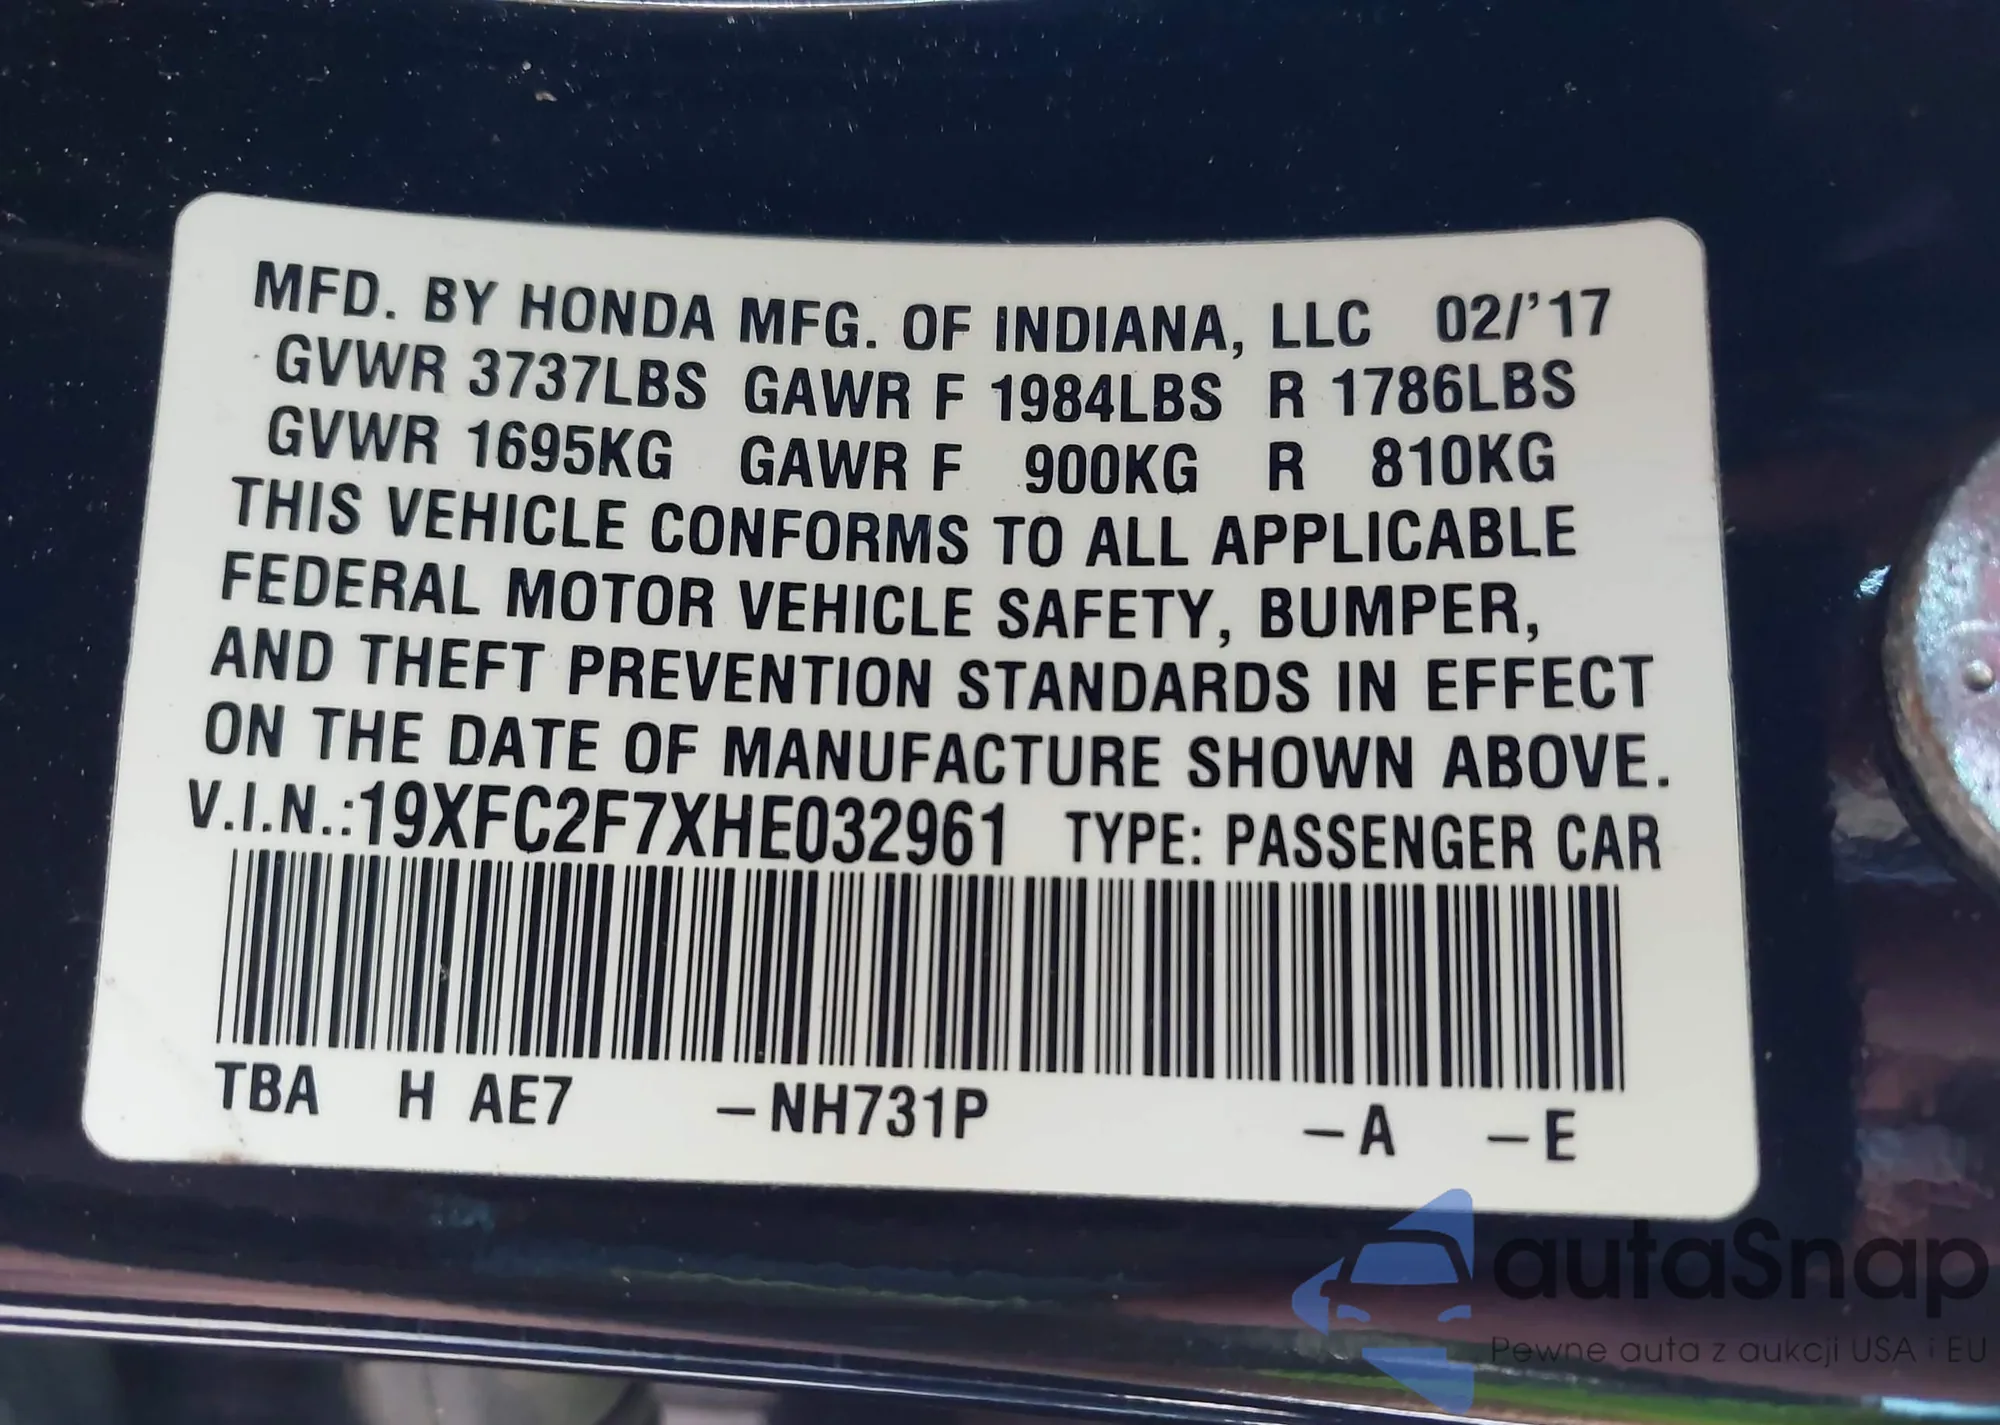 MFD. BY HONDA MFG. OF INDIANA, LLC 02/'17
GVWR 3737LBS GAWR F 1984LBS R 1786LBS
GVWR 1695KG GAWR F 900KG R 810KG
THIS VEHICLE CONFORMS TO ALL APPLICABLE
FEDERAL MOTOR VEHICLE SAFETY, BUMPER,
AND THEFT PREVENTION STANDARDS IN EFFECT
ON THE DATE OF MANUFACTURE SHOWN ABOVE.
V.I.N.:19XFC2F7XHE032961 TYPE: PASSENGER CAR
TBA H AE7 –NH731P –A –E
autaSnap
Pewne auta z aukcji USA i EU